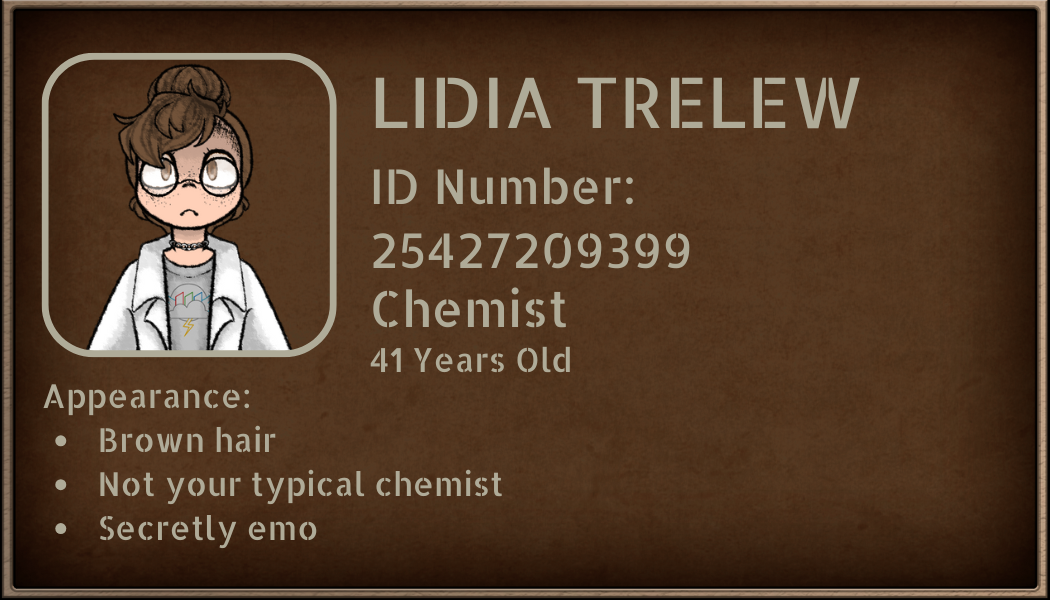 LIDIA TRELEW
ID Number:
25427209399
Chemist
41 Years Old
Appearance:
• Brown hair
• Not your typical chemist
• Secretly emo